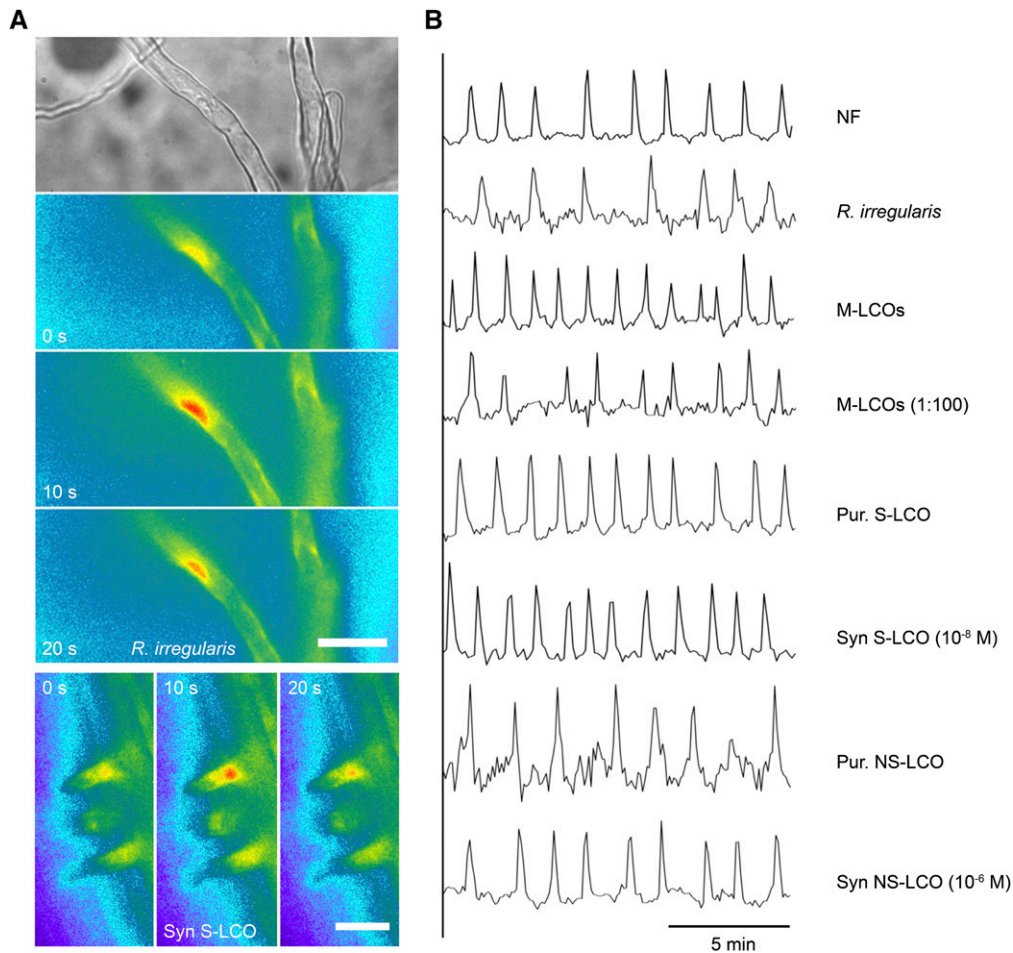 A
B
0 s
10 s
20 s
R. irregularis
0 s
10 s
20 s
Syn S-LCO
NF
R. irregularis
M-LCOs
M-LCOs (1:100)
Pur. S-LCO
Syn S-LCO (10⁻⁸ M)
Pur. NS-LCO
Syn NS-LCO (10⁻⁶ M)
5 min